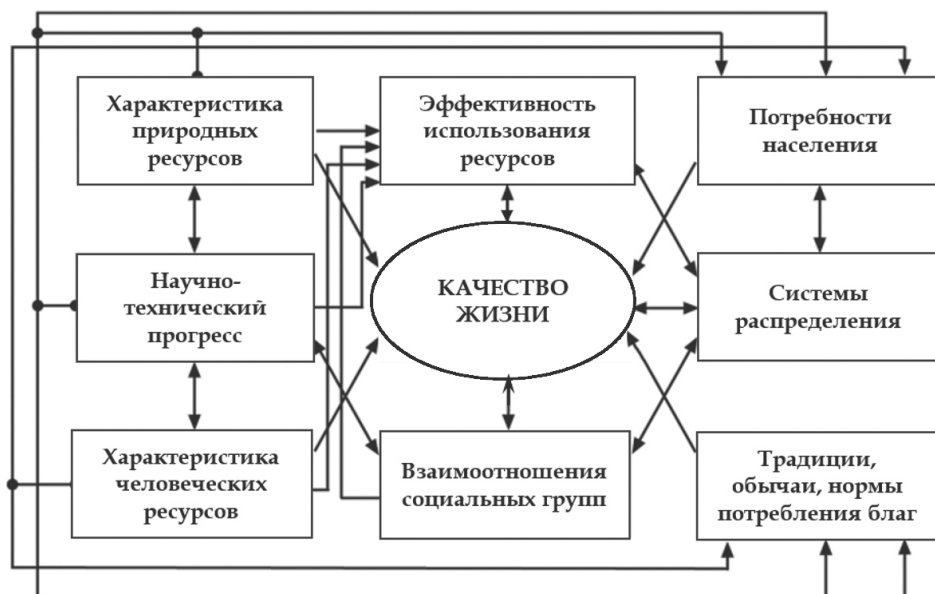 Характеристика
природных
ресурсов
Эффективность
использования
ресурсов
Потребности
населения
Научно-
технический
прогресс
КАЧЕСТВО
ЖИЗНИ
Системы
распределения
Характеристика
человеческих
ресурсов
Взаимоотношения
социальных групп
Традиции,
обычаи, нормы
потребления благ